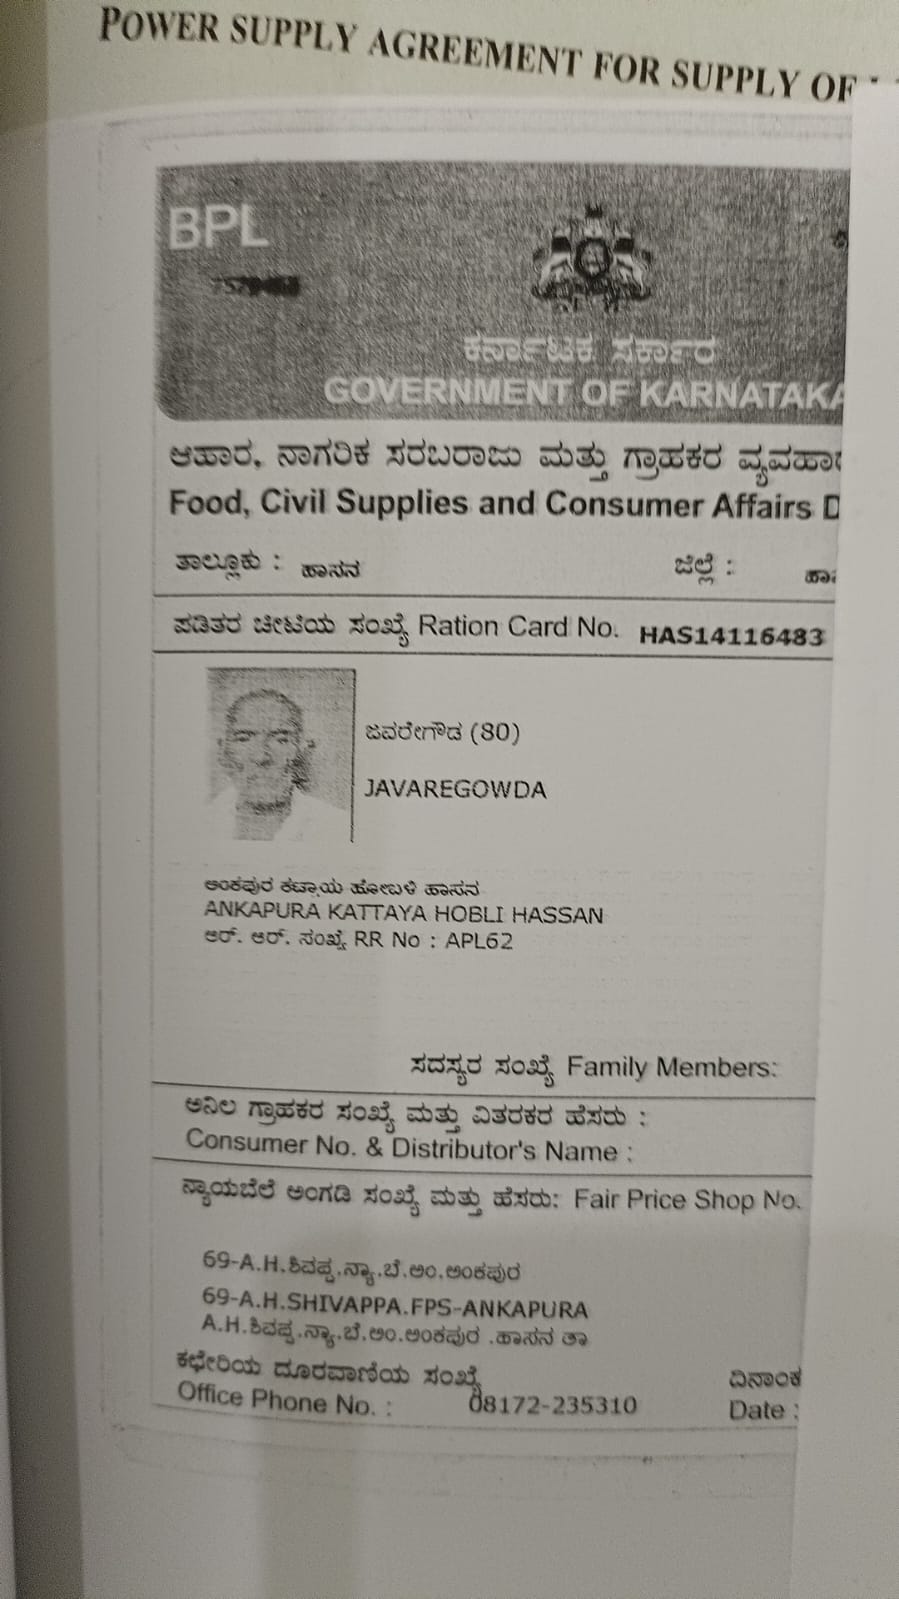 POWER SUPPLY AGREEMENT FOR SUPPLY OF
BPL
ಕರ್ನಾಟಕ ಸರ್ಕಾರ
GOVERNMENT OF KARNATAKA
ಆಹಾರ, ನಾಗರಿಕ ಸರಬರಾಜು ಮತ್ತು ಗ್ರಾಹಕರ ವ್ಯವಹಾರ
Food, Civil Supplies and Consumer Affairs D
ತಾಲ್ಲೂಕು : ಹಾಸನ ಜಿಲ್ಲೆ : ಹಾ
ಪಡಿತರ ಚೀಟಿಯ ಸಂಖ್ಯೆ Ration Card No. HAS14116483
ಜವರೇಗೌಡ (80)
JAVAREGOWDA
ಅಂಕಪುರ ಕಟ್ಟಾಯ ಹೋಬಳಿ ಹಾಸನ
ANKAPURA KATTAYA HOBLI HASSAN
ಆರ್. ಆರ್. ಸಂಖ್ಯೆ RR No : APL62
ಸದಸ್ಯರ ಸಂಖ್ಯೆ Family Members:
ಅನಿಲ ಗ್ರಾಹಕರ ಸಂಖ್ಯೆ ಮತ್ತು ವಿತರಕರ ಹೆಸರು :
Consumer No. & Distributor's Name :
ನ್ಯಾಯಬೆಲೆ ಅಂಗಡಿ ಸಂಖ್ಯೆ ಮತ್ತು ಹೆಸರು: Fair Price Shop No.
69-A.H.ಶಿವಪ್ಪ.ನ್ಯಾ.ಬೆ.ಅಂ.ಅಂಕಪುರ
69-A.H.SHIVAPPA.FPS-ANKAPURA
A.H.ಶಿವಪ್ಪ.ನ್ಯಾ.ಬೆ.ಅಂ.ಅಂಕಪುರ .ಹಾಸನ ತಾ
ಕಛೇರಿಯ ದೂರವಾಣಿಯ ಸಂಖ್ಯೆ ದಿನಾಂಕ
Office Phone No. : 08172-235310 Date :